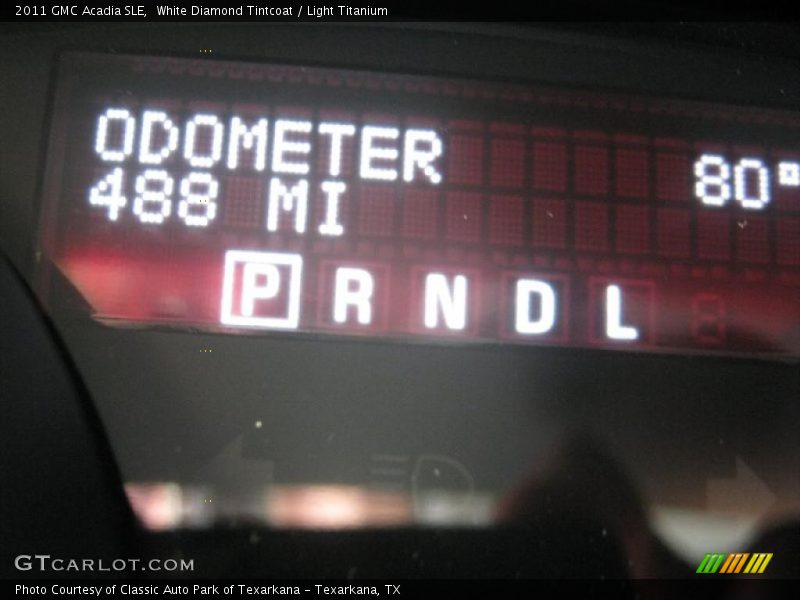 2011 GMC Acadia SLE,  White Diamond Tintcoat / Light Titanium
ODOMETER 80°
488 MI
P R N D L
GTCARLOT.COM
Photo Courtesy of Classic Auto Park of Texarkana - Texarkana, TX